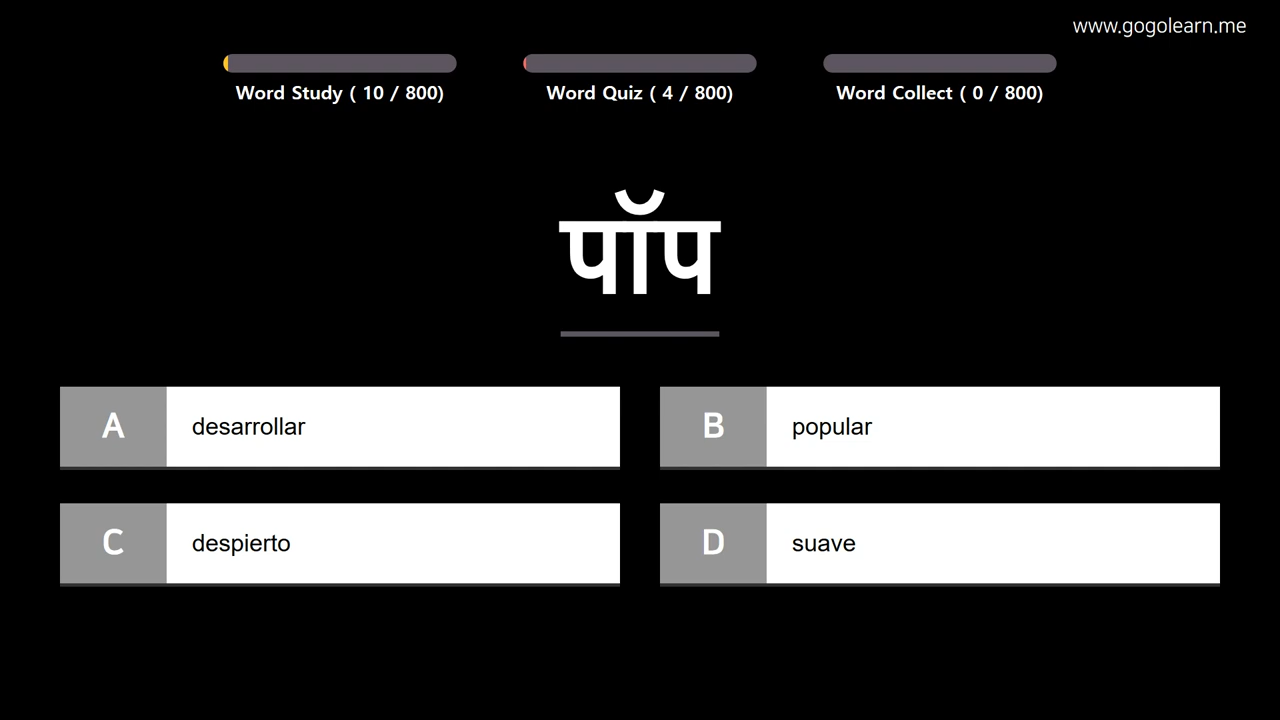 www.gogolearn.me
Word Study ( 10 / 800)
Word Quiz ( 4 / 800)
Word Collect ( 0 / 800)
पॉप
A desarrollar
B popular
C despierto
D suave